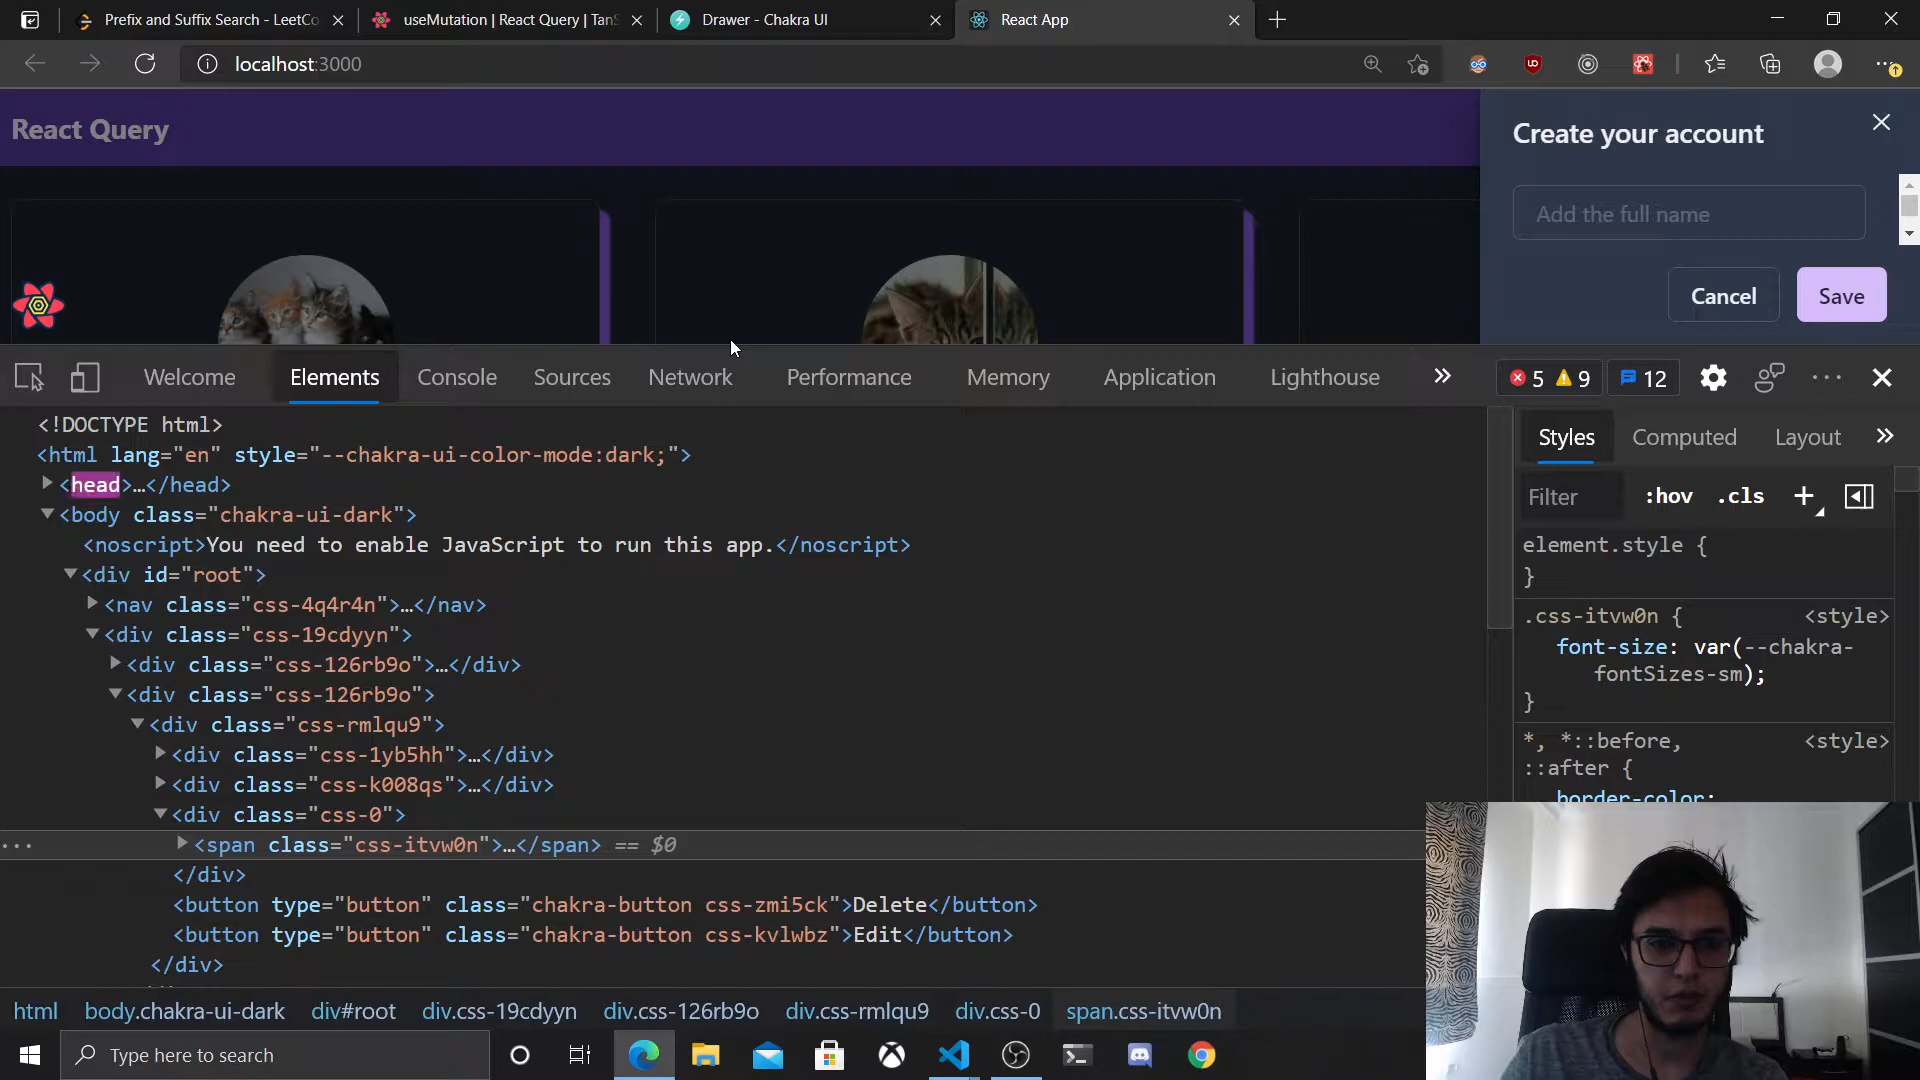 Prefix and Suffix Search - LeetCo
useMutation | React Query | TanS
Drawer - Chakra UI
React App
localhost:3000
React Query
Create your account
Add the full name
Cancel
Save
Welcome
Elements
Console
Sources
Network
Performance
Memory
Application
Lighthouse
5
9
12
<!DOCTYPE html>
<html lang="en" style="--chakra-ui-color-mode:dark;">
<head>…</head>
<body class="chakra-ui-dark">
<noscript>You need to enable JavaScript to run this app.</noscript>
<div id="root">
<nav class="css-4q4r4n">…</nav>
<div class="css-19cdyyn">
<div class="css-126rb9o">…</div>
<div class="css-126rb9o">
<div class="css-rmlqu9">
<div class="css-1yb5hh">…</div>
<div class="css-k008qs">…</div>
<div class="css-0">
<span class="css-itvw0n">…</span> == $0
</div>
<button type="button" class="chakra-button css-zmi5ck">Delete</button>
<button type="button" class="chakra-button css-kvlwbz">Edit</button>
</div>
Styles
Computed
Layout
Filter
:hov
.cls
element.style {
}
.css-itvw0n {
<style>
font-size: var(--chakra-
fontSizes-sm);
}
*, *::before,
<style>
::after {
border-color:
html
body.chakra-ui-dark
div#root
div.css-19cdyyn
div.css-126rb9o
div.css-rmlqu9
div.css-0
span.css-itvw0n
Type here to search